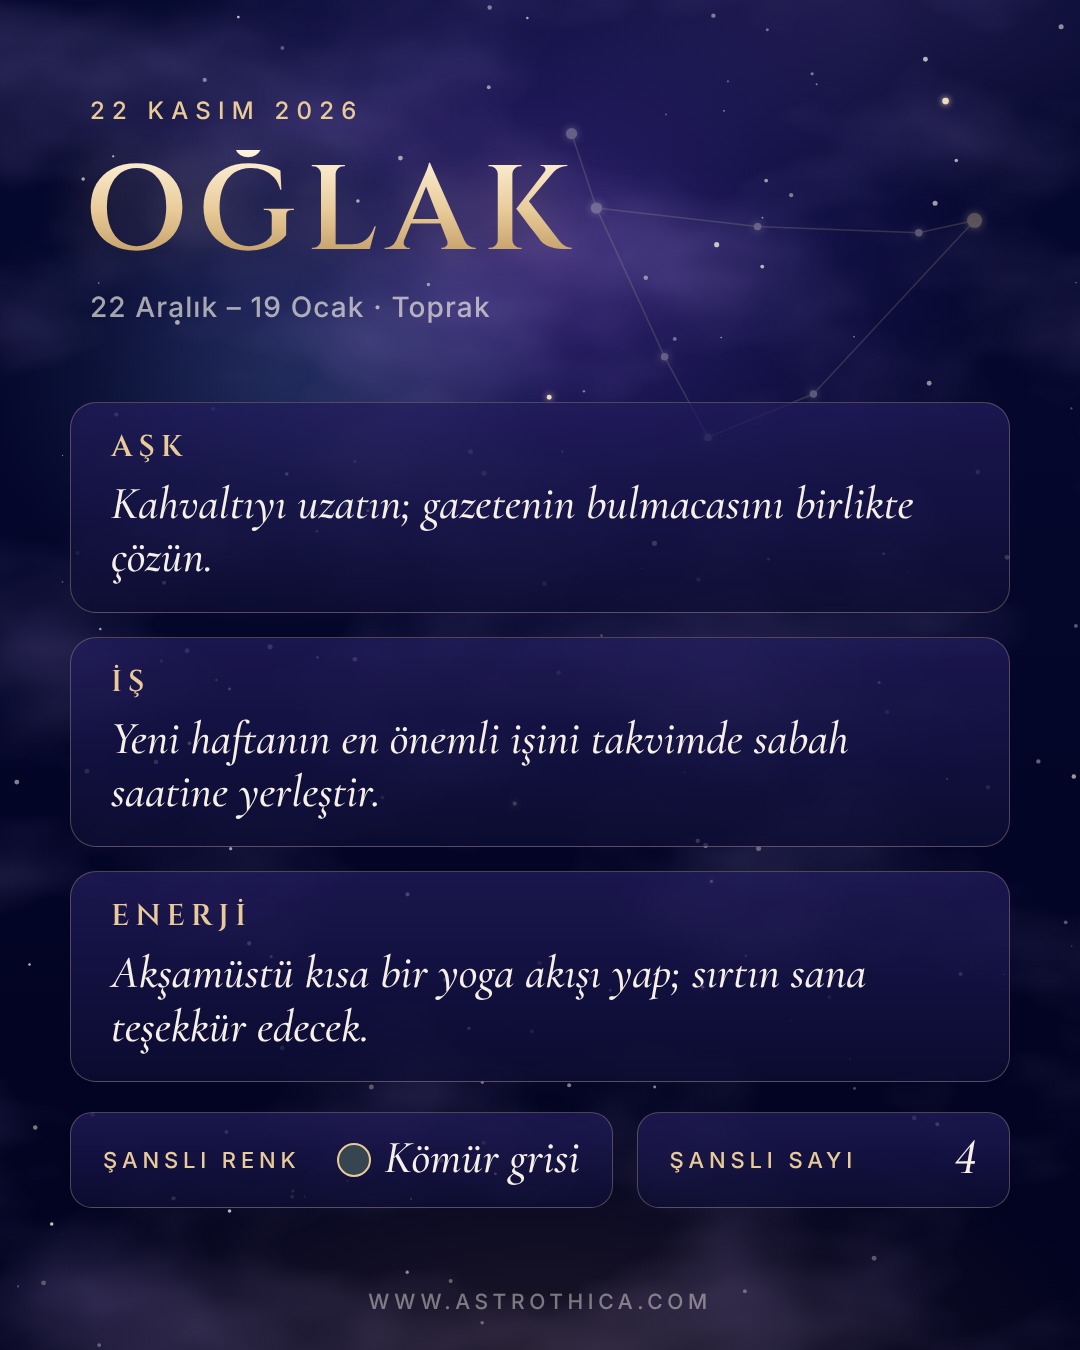 22 KASIM 2026
OĞLAK
22 Aralık – 19 Ocak · Toprak
AŞK
Kahvaltıyı uzatın; gazetenin bulmacasını birlikte
çözün.
İŞ
Yeni haftanın en önemli işini takvimde sabah
saatine yerleştir.
ENERJİ
Akşamüstü kısa bir yoga akışı yap; sırtın sana
teşekkür edecek.
ŞANSLI RENK Kömür grisi
ŞANSLI SAYI 4
WWW.ASTROTHICA.COM